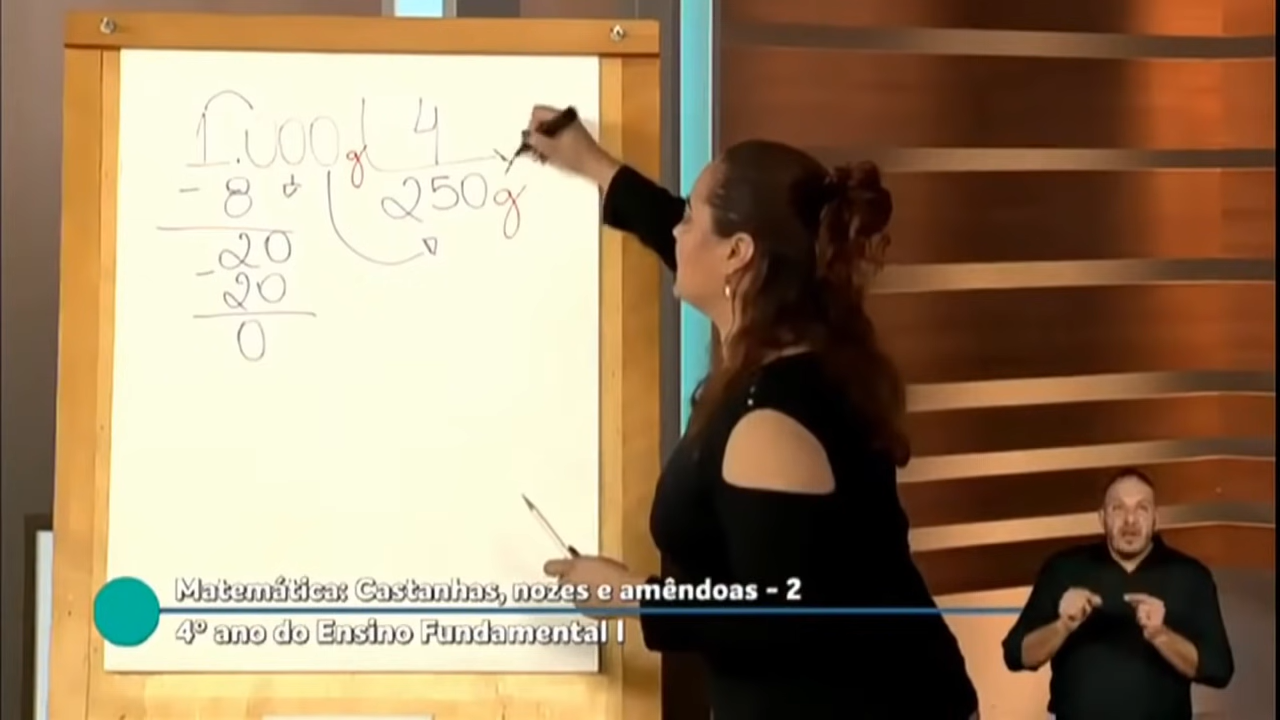 1.000g 4
- 8 250g
20
- 20
0
Matemática: Castanhas, nozes e amêndoas - 2
4º ano do Ensino Fundamental I